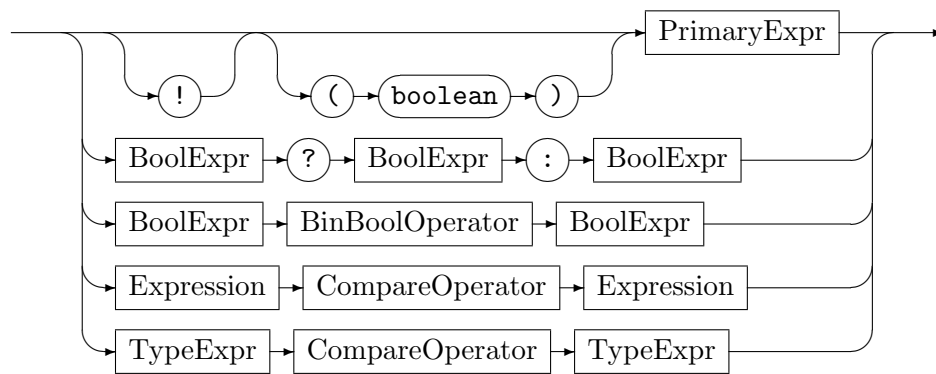 PrimaryExpr
! ( boolean )
BoolExpr ? BoolExpr : BoolExpr
BoolExpr BinBoolOperator BoolExpr
Expression CompareOperator Expression
TypeExpr CompareOperator TypeExpr